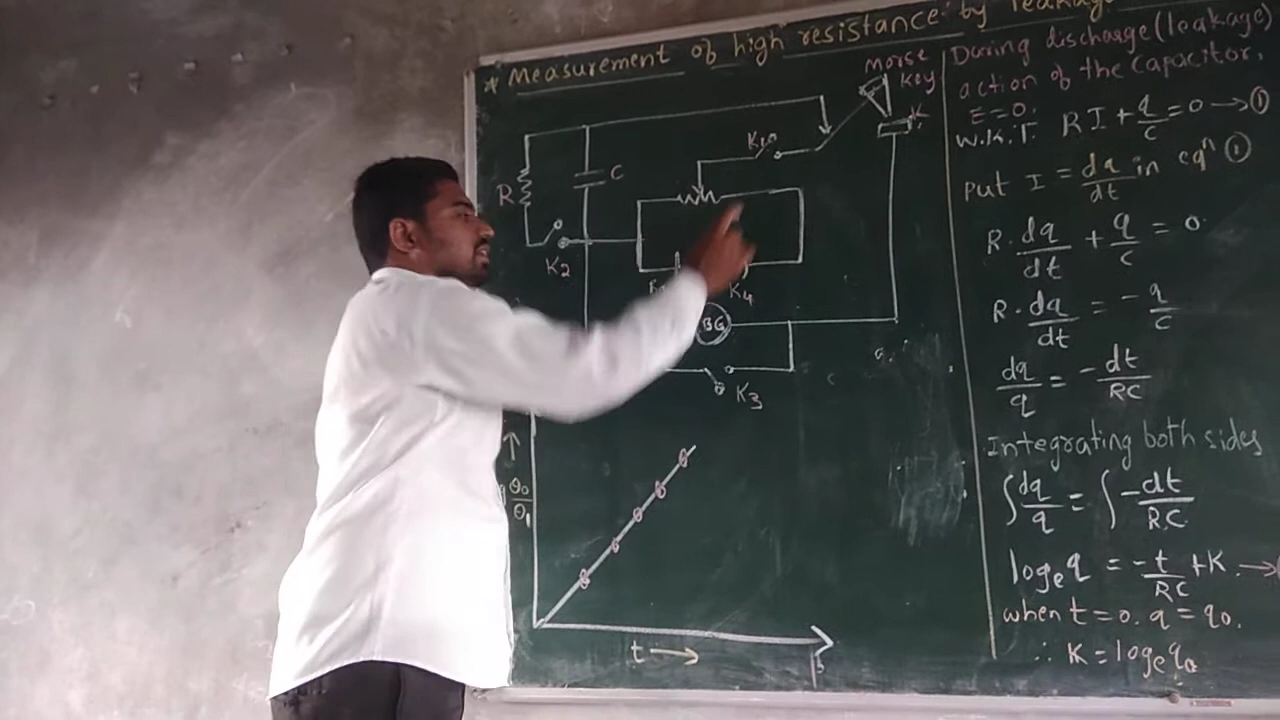 * Measurement of high resistance by leakage
Morse
Key
K
R
C
K2
K4
BG
K3
θ0
θ1
t →
During discharge (leakage)
action of the capacitor,
E=0.
W.K.T. RI + q/c = 0 → ①
Put I = dq/dt in eqn ①
R. dq/dt + q/c = 0
R. dq/dt = - q/c
dq/q = - dt/RC
Integrating both sides
∫ dq/q = ∫ -dt/RC
loge q = - t/RC + K. →
when t = 0. q = q0.
∴ K = loge q0